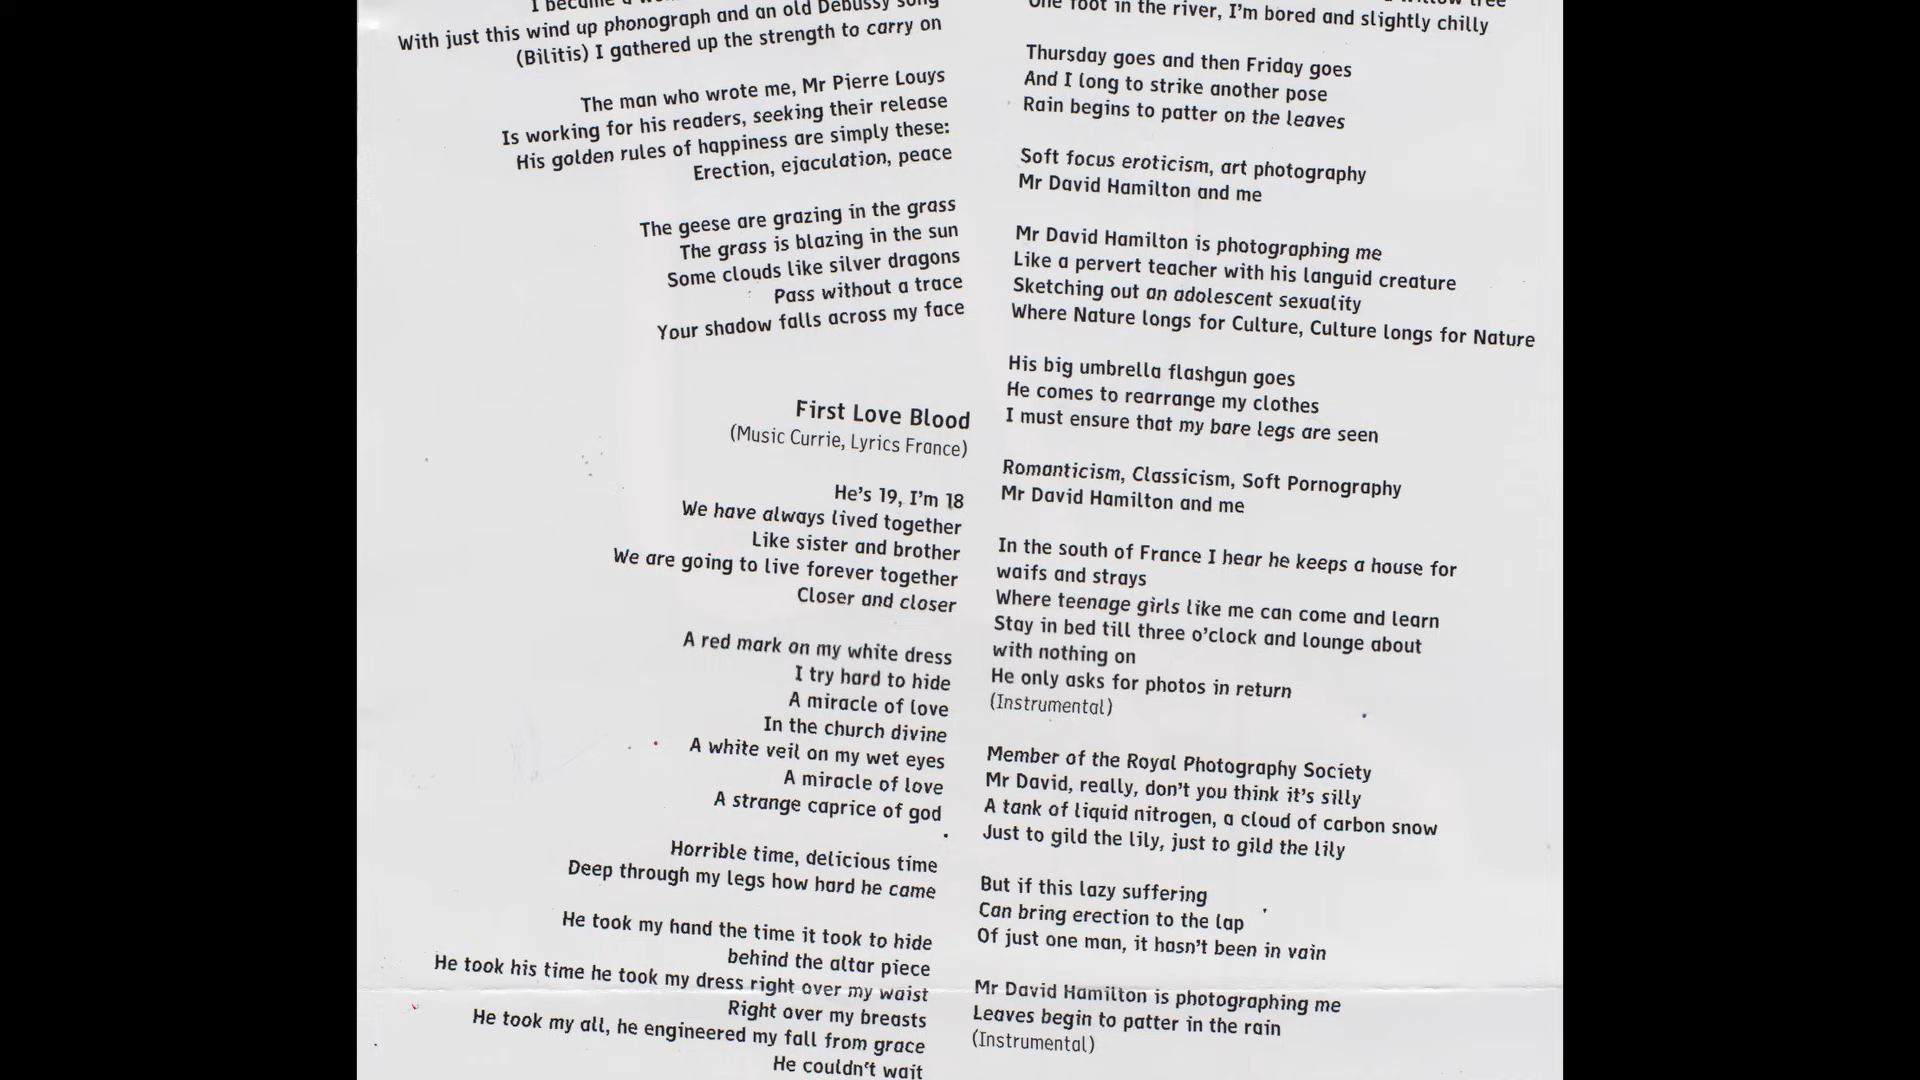 With just this wind up phonograph and an old Debussy song
(Bilitis) I gathered up the strength to carry on
The man who wrote me, Mr Pierre Louys
Is working for his readers, seeking their release
His golden rules of happiness are simply these:
Erection, ejaculation, peace
The geese are grazing in the grass
The grass is blazing in the sun
Some clouds like silver dragons
Pass without a trace
Your shadow falls across my face
First Love Blood
(Music Currie, Lyrics France)
He's 19, I'm 18
We have always lived together
Like sister and brother
We are going to live forever together
Closer and closer
A red mark on my white dress
I try hard to hide
A miracle of love
In the church divine
A white veil on my wet eyes
A miracle of love
A strange caprice of god
Horrible time, delicious time
Deep through my legs how hard he came
He took my hand the time it took to hide
behind the altar piece
He took his time he took my dress right over my waist
Right over my breasts
He took my all, he engineered my fall from grace
He couldn't wait
One foot in the river, I'm bored and slightly chilly
Thursday goes and then Friday goes
And I long to strike another pose
Rain begins to patter on the leaves
Soft focus eroticism, art photography
Mr David Hamilton and me
Mr David Hamilton is photographing me
Like a pervert teacher with his languid creature
Sketching out an adolescent sexuality
Where Nature longs for Culture, Culture longs for Nature
His big umbrella flashgun goes
He comes to rearrange my clothes
I must ensure that my bare legs are seen
Romanticism, Classicism, Soft Pornography
Mr David Hamilton and me
In the south of France I hear he keeps a house for
waifs and strays
Where teenage girls like me can come and learn
Stay in bed till three o'clock and lounge about
with nothing on
He only asks for photos in return
(Instrumental)
Member of the Royal Photography Society
Mr David, really, don't you think it's silly
A tank of liquid nitrogen, a cloud of carbon snow
Just to gild the lily, just to gild the lily
But if this lazy suffering
Can bring erection to the lap
Of just one man, it hasn't been in vain
Mr David Hamilton is photographing me
Leaves begin to patter in the rain
(Instrumental)